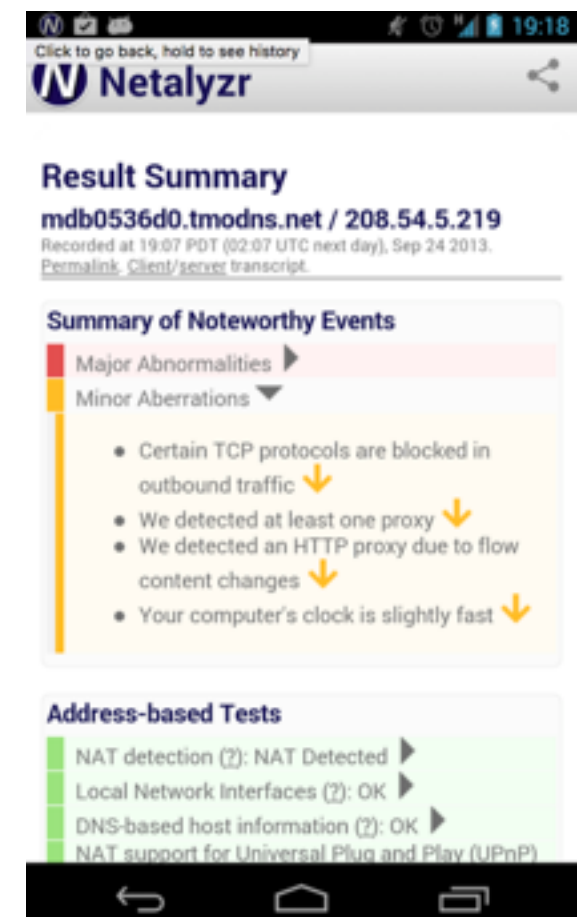 19:18
Click to go back, hold to see history
N Netalyzr
Result Summary
mdb0536d0.tmodns.net / 208.54.5.219
Recorded at 19:07 PDT (02:07 UTC next day), Sep 24 2013.
Permalink. Client/server transcript.
Summary of Noteworthy Events
Major Abnormalities
Minor Aberrations
• Certain TCP protocols are blocked in
outbound traffic
• We detected at least one proxy
• We detected an HTTP proxy due to flow
content changes
• Your computer's clock is slightly fast
Address-based Tests
NAT detection (?): NAT Detected
Local Network Interfaces (?): OK
DNS-based host information (?): OK
NAT support for Universal Plug and Play (UPnP)